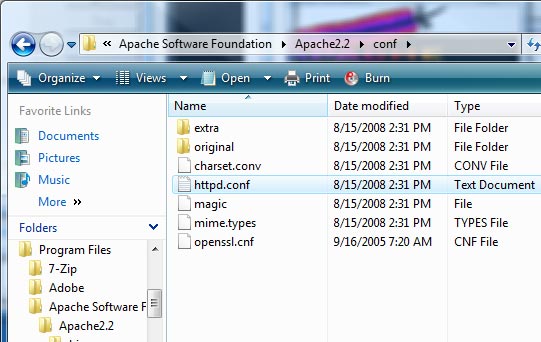 « Apache Software Foundation Apache2.2 conf
Organize Views Open Print Burn
Favorite Links
Documents
Pictures
Music
More »
Folders
Program Files
7-Zip
Adobe
Apache Software F
Apache2.2
Name Date modified Type
extra 8/15/2008 2:31 PM File Folder
original 8/15/2008 2:31 PM File Folder
charset.conv 8/15/2008 2:31 PM CONV File
httpd.conf 8/15/2008 2:31 PM Text Document
magic 8/15/2008 2:31 PM File
mime.types 8/15/2008 2:31 PM TYPES File
openssl.cnf 9/16/2005 7:20 AM CNF File